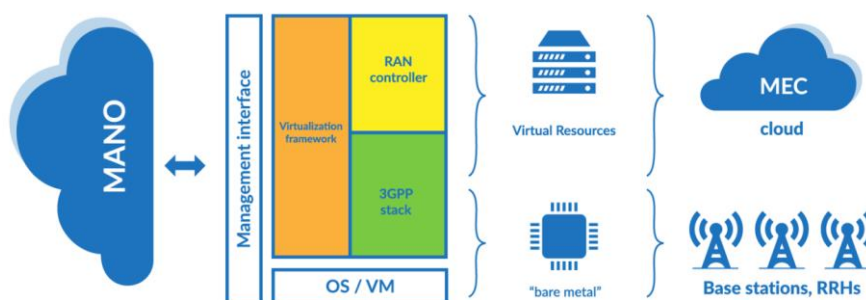 MANO
Management interface
Virtualization
framework
RAN
controller
3GPP
stack
OS / VM
Virtual Resources
"bare metal"
MEC
cloud
Base stations, RRHs